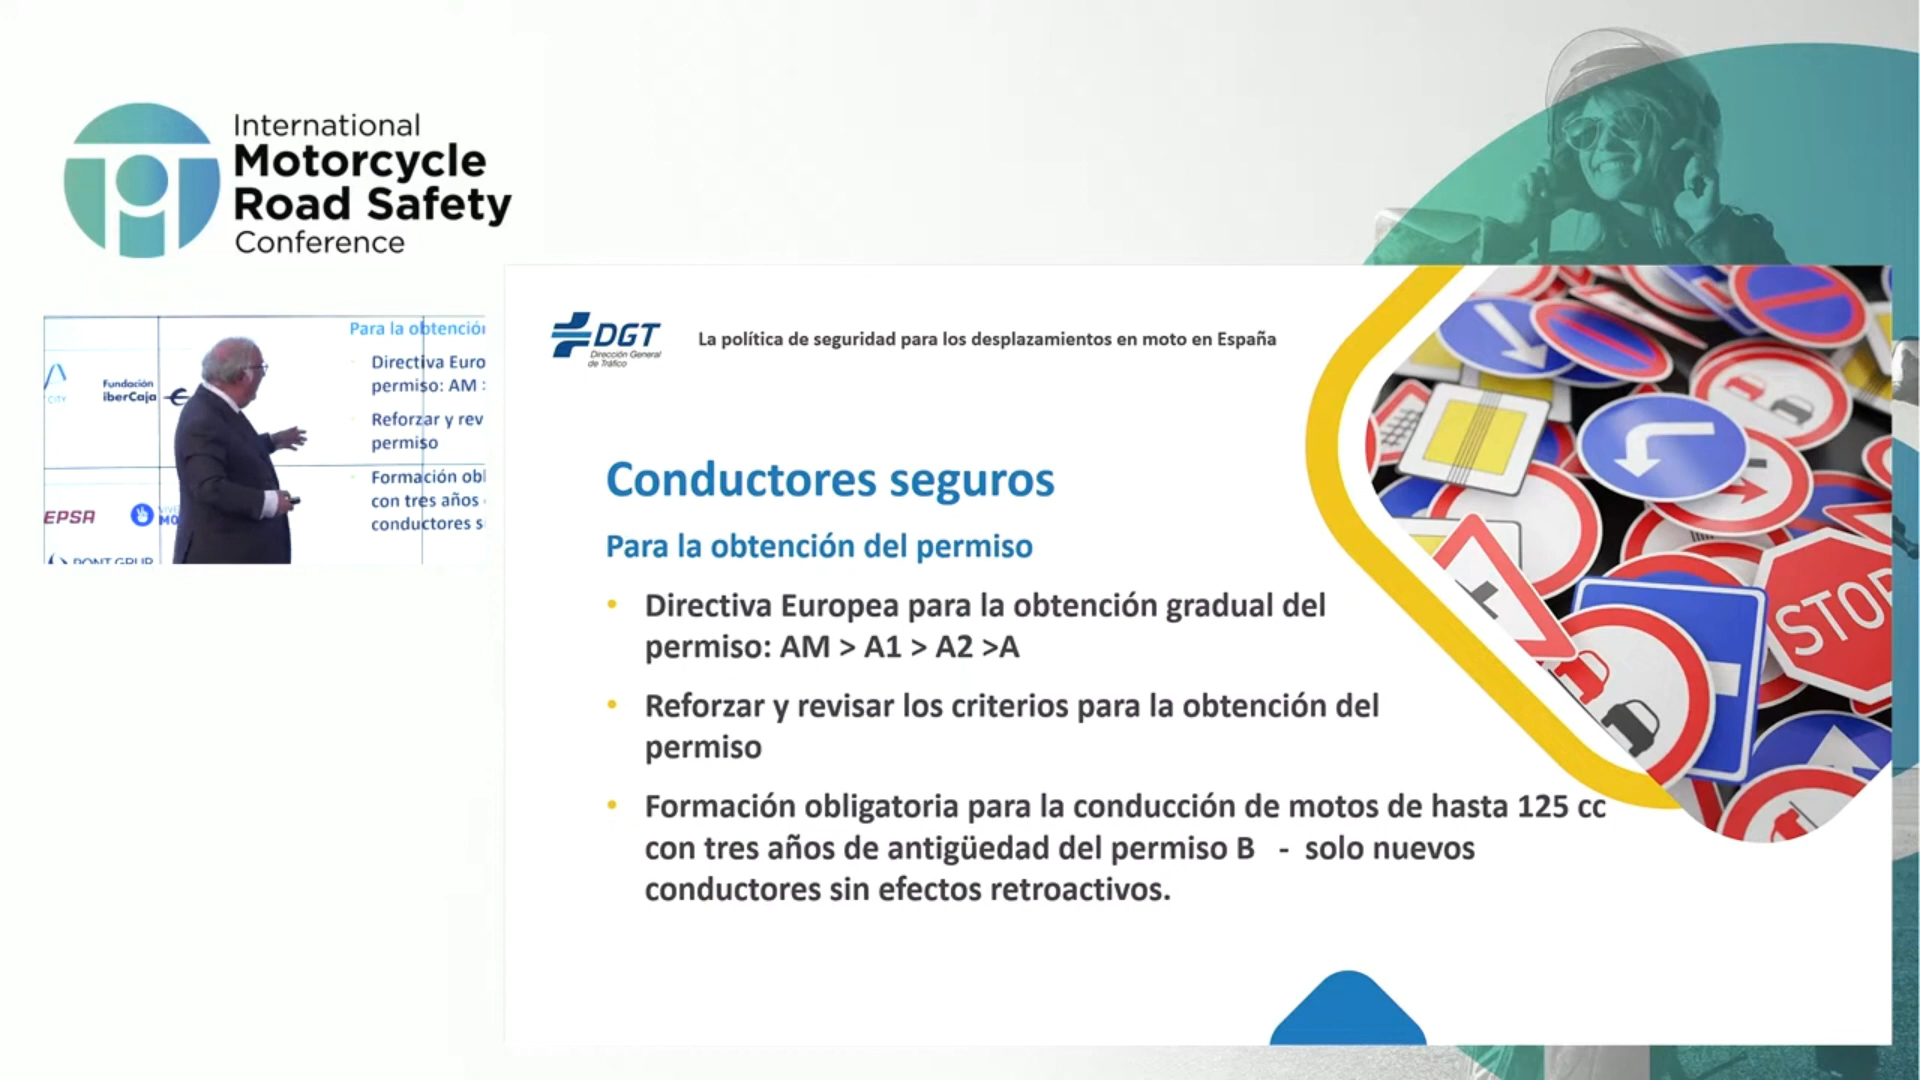 International
Motorcycle
Road Safety
Conference
Para la obtención
Directiva Euro
permiso: AM >
Reforzar y rev
permiso
Formación obl
con tres años
conductores s
CITY
Fundación
iberCaja
EPSA
DGT
Dirección General
de Tráfico
La política de seguridad para los desplazamientos en moto en España
Conductores seguros
Para la obtención del permiso
• Directiva Europea para la obtención gradual del
permiso: AM > A1 > A2 >A
• Reforzar y revisar los criterios para la obtención del
permiso
• Formación obligatoria para la conducción de motos de hasta 125 cc
con tres años de antigüedad del permiso B - solo nuevos
conductores sin efectos retroactivos.
STOP